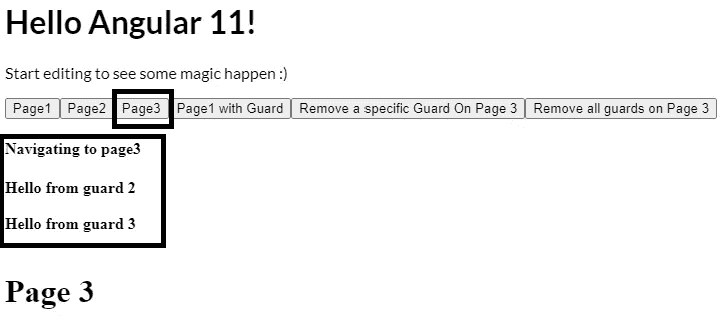 Hello Angular 11!
Start editing to see some magic happen :)
Page1 Page2 Page3 Page1 with Guard Remove a specific Guard On Page 3 Remove all guards on Page 3
Navigating to page3
Hello from guard 2
Hello from guard 3
Page 3